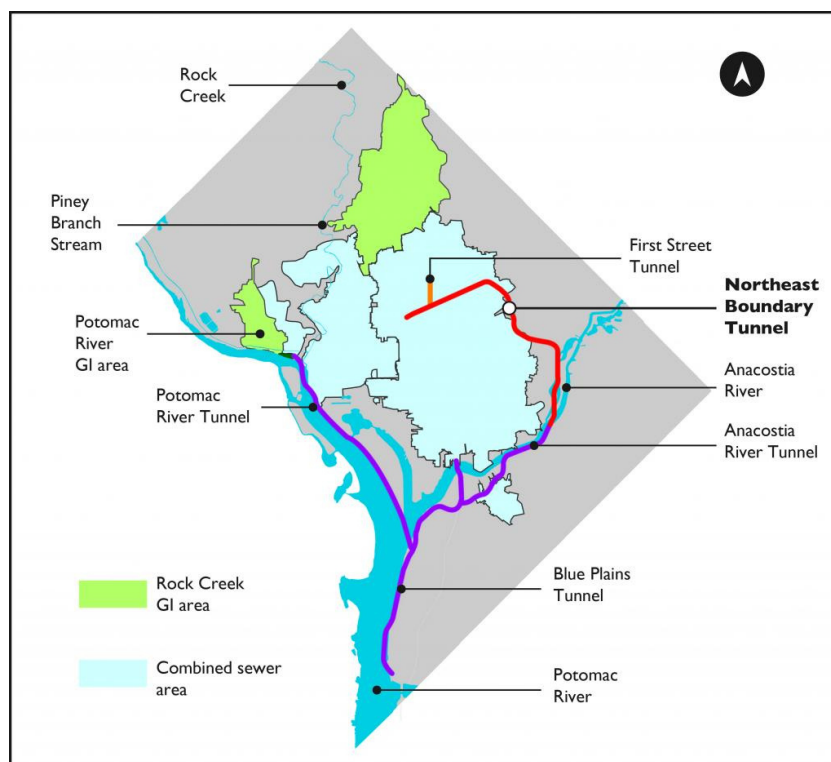 Rock
Creek
Piney
Branch
Stream
First Street
Tunnel
Northeast
Boundary
Tunnel
Potomac
River
GI area
Anacostia
River
Potomac
River Tunnel
Anacostia
River Tunnel
Rock Creek
GI area
Blue Plains
Tunnel
Combined sewer
area
Potomac
River